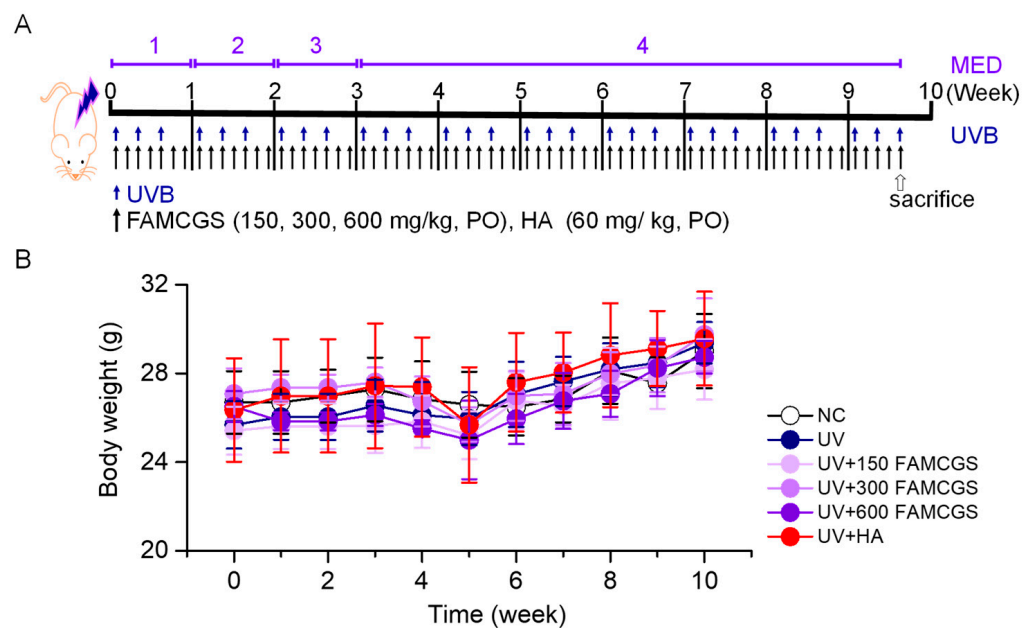 A
1 2 3 4 MED
0 1 2 3 4 5 6 7 8 9 10
(Week)
UVB
UVB
sacrifice
FAMCGS (150, 300, 600 mg/kg, PO), HA (60 mg/ kg, PO)
B
32
28
24
20
Body weight (g)
0 2 4 6 8 10
Time (week)
NC
UV
UV+150 FAMCGS
UV+300 FAMCGS
UV+600 FAMCGS
UV+HA